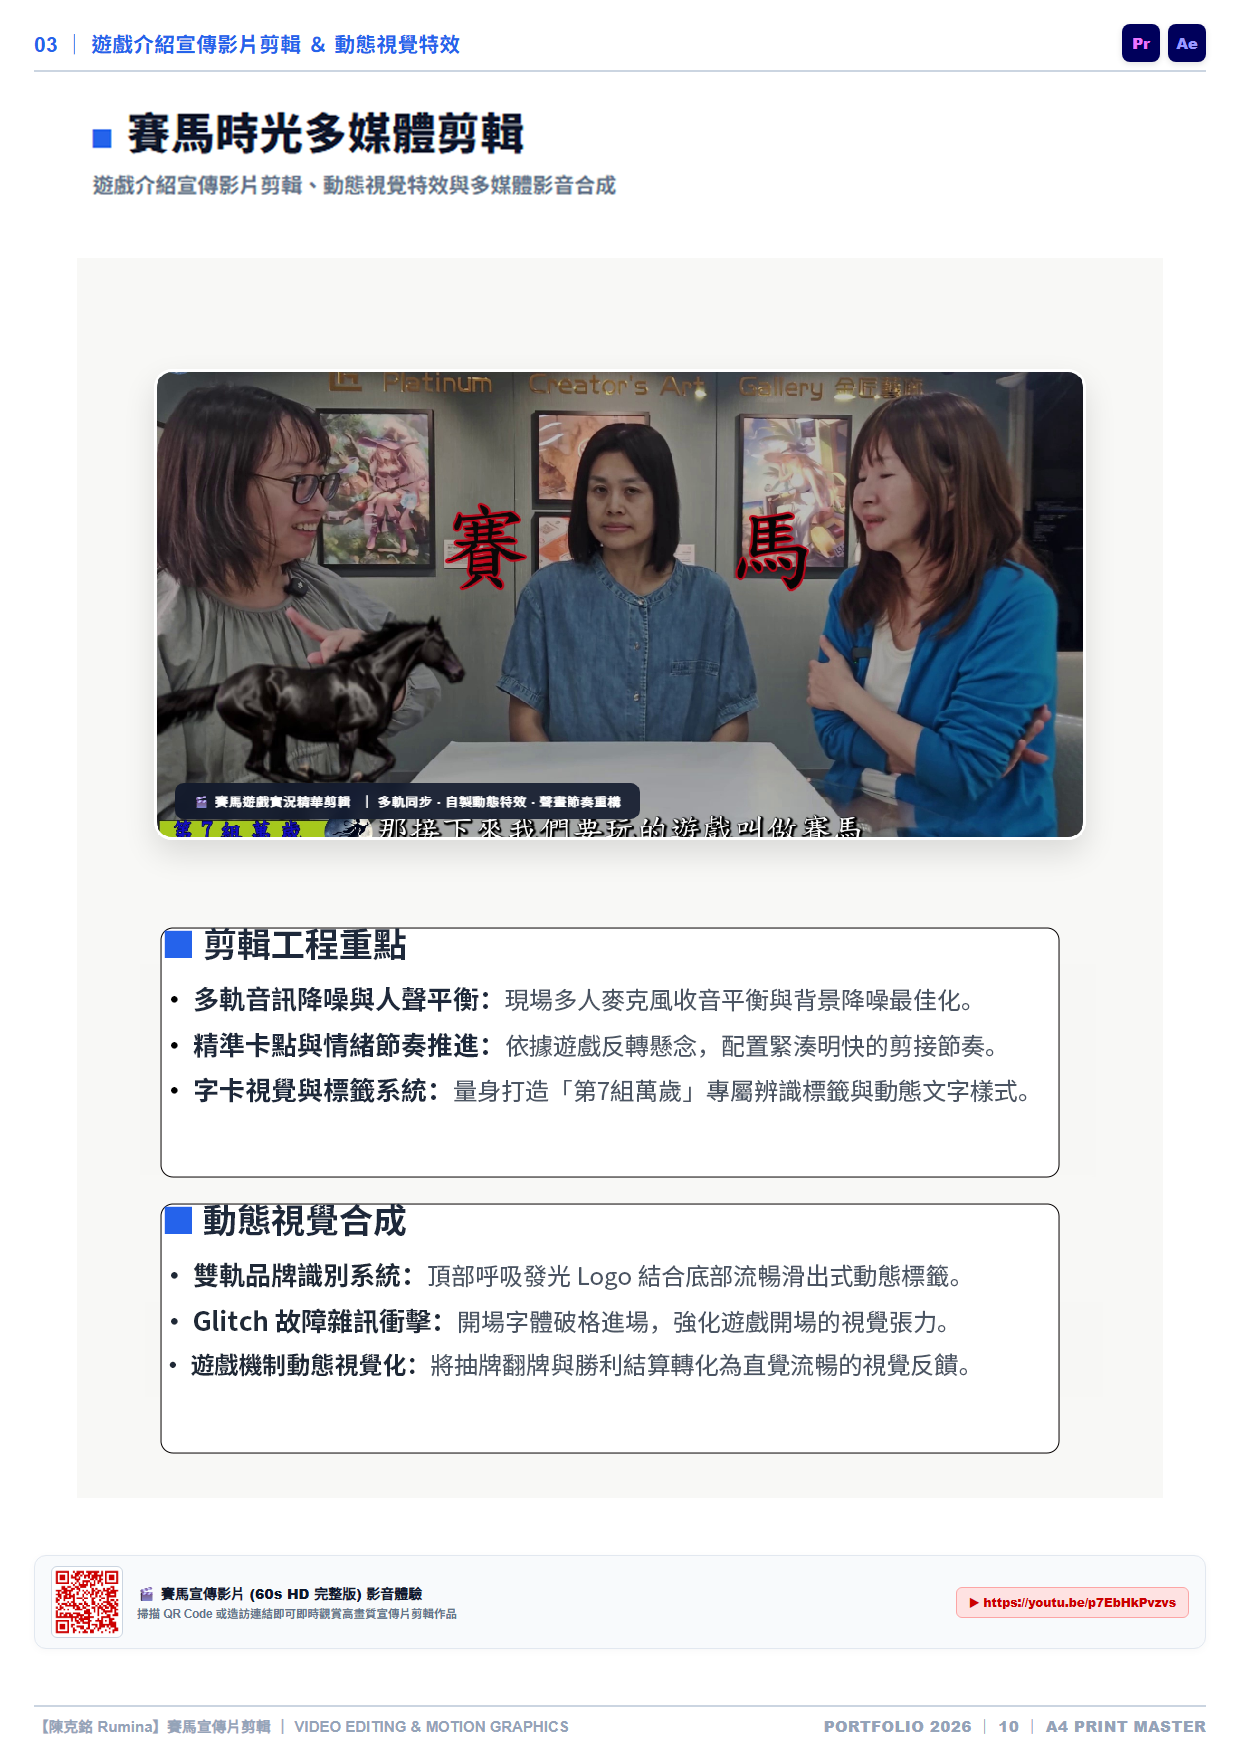 03 ｜ 遊戲介紹宣傳影片剪輯 & 動態視覺特效
Pr
Ae
賽馬時光多媒體剪輯
遊戲介紹宣傳影片剪輯、動態視覺特效與多媒體影音合成
Platinum Creator's Art Gallery 金匠藝廊
賽 馬
賽馬遊戲實況精華剪輯 ｜ 多軌同步 · 自製動態特效 · 聲畫節奏重構
第7組萬歲
那接下來我們要玩的遊戲叫做賽馬
剪輯工程重點
• 多軌音訊降噪與人聲平衡：現場多人麥克風收音平衡與背景降噪最佳化。
• 精準卡點與情緒節奏推進：依據遊戲反轉懸念，配置緊湊明快的剪接節奏。
• 字卡視覺與標籤系統：量身打造「第7組萬歲」專屬辨識標籤與動態文字樣式。
動態視覺合成
• 雙軌品牌識別系統：頂部呼吸發光 Logo 結合底部流暢滑出式動態標籤。
• Glitch 故障雜訊衝擊：開場字體破格進場，強化遊戲開場的視覺張力。
• 遊戲機制動態視覺化：將抽牌翻牌與勝利結算轉化為直覺流暢的視覺反饋。
賽馬宣傳影片 (60s HD 完整版) 影音體驗
掃描 QR Code 或造訪連結即可即時觀賞高畫質宣傳片剪輯作品
▶ https://youtu.be/p7EbHkPvzvs
【陳克銘 Rumina】賽馬宣傳片剪輯 ｜ VIDEO EDITING & MOTION GRAPHICS
PORTFOLIO 2026 ｜ 10 ｜ A4 PRINT MASTER